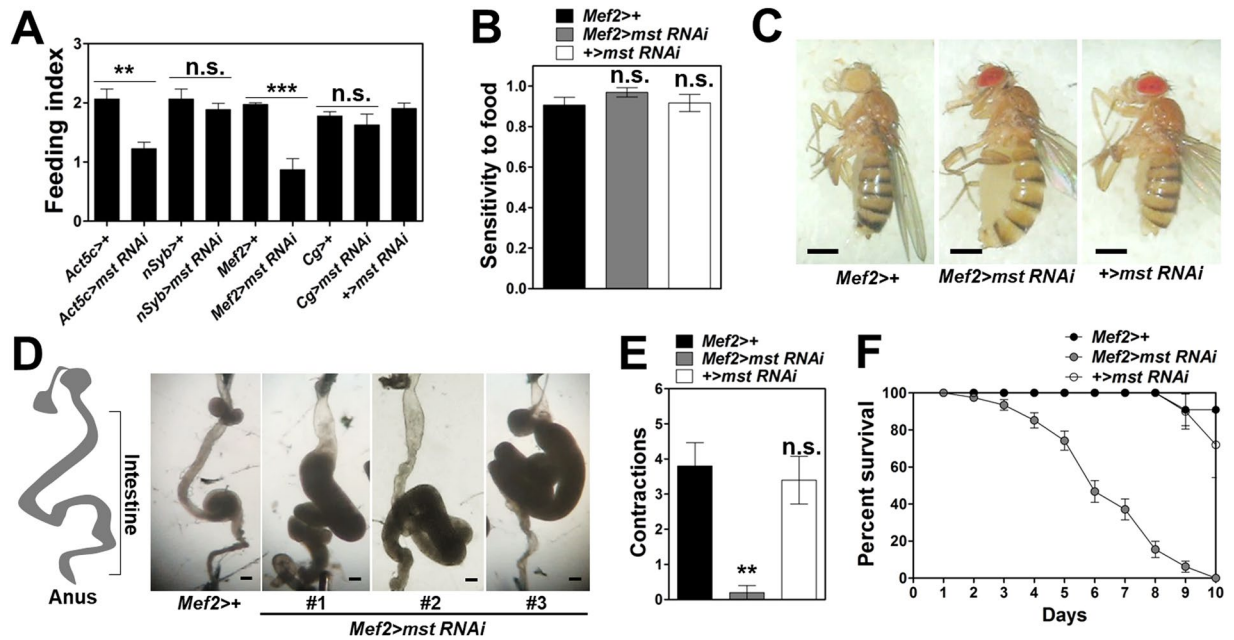 A
Feeding index
3
2
1
0
**
n.s.
***
n.s.
Act5c>+
Act5c>mst RNAi
nSyb>+
nSyb>mst RNAi
Mef2>+
Mef2>mst RNAi
Cg>+
Cg>mst RNAi
+>mst RNAi
B
Mef2>+
Mef2>mst RNAi
+>mst RNAi
Sensitivity to food
1.0
0.8
0.6
0.4
0.2
0.0
n.s.
n.s.
C
Mef2>+
Mef2>mst RNAi
+>mst RNAi
D
Intestine
Anus
Mef2>+
#1
#2
#3
Mef2>mst RNAi
E
Mef2>+
Mef2>mst RNAi
+>mst RNAi
Contractions
6
5
4
3
2
1
0
**
n.s.
F
Mef2>+
Mef2>mst RNAi
+>mst RNAi
Percent survival
100
80
60
40
20
0
0 1 2 3 4 5 6 7 8 9 10
Days